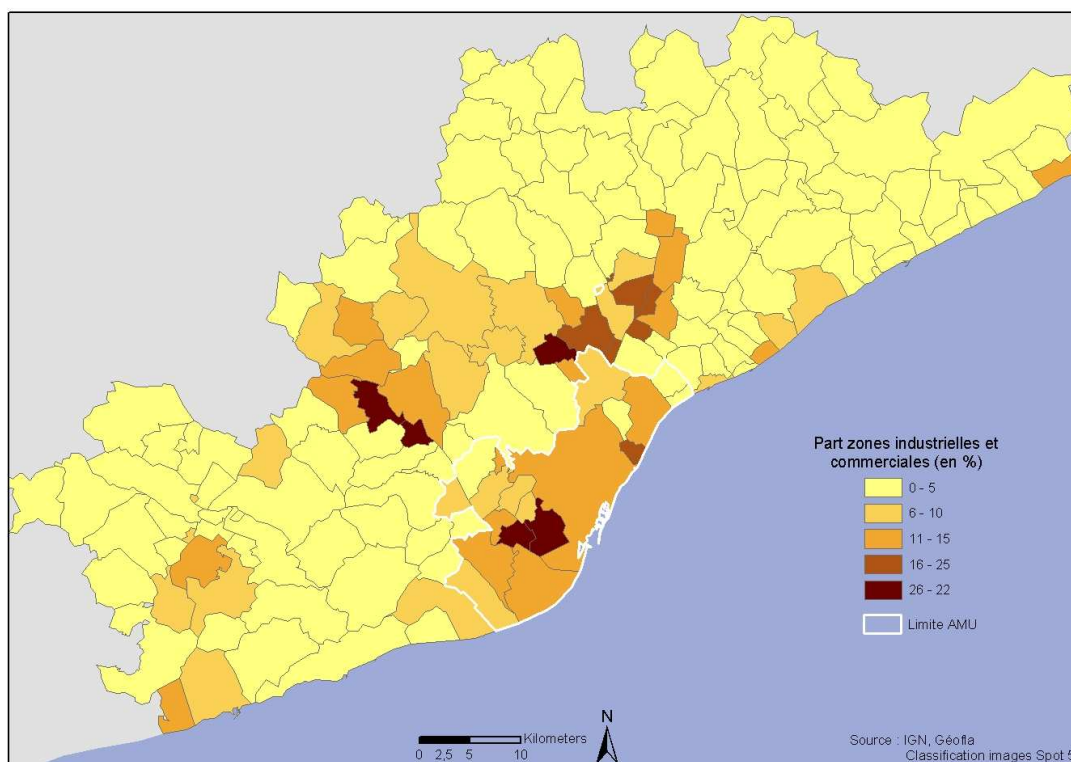 Part zones industrielles et
commerciales (en %)
0 - 5
6 - 10
11 - 15
16 - 25
26 - 22
Limite AMU
N
Kilometers
0 2,5 5 10
Source : IGN, Géofla
Classification images Spot 5